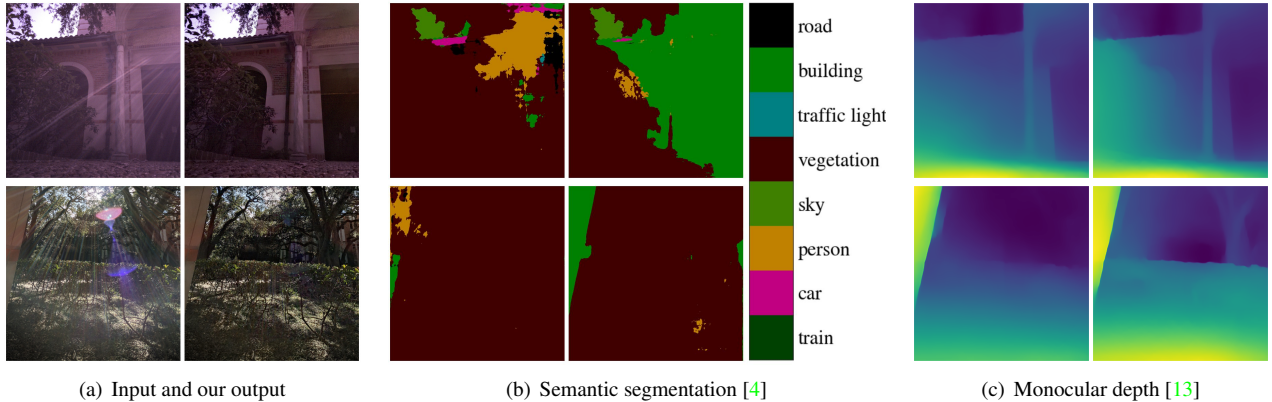 road
building
traffic light
vegetation
sky
person
car
train
(a) Input and our output
(b) Semantic segmentation [4]
(c) Monocular depth [13]